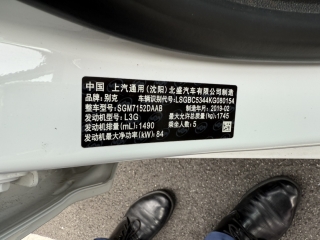 中国 上汽通用(沈阳)北盛汽车有限公司制造
品牌:别克 车辆识别代号:LSGBC5344KG080154
整车型号:SGM7152DAAB 制造年月:2019-02
发动机型号:L3G 最大允许总质量(kg):1745
发动机排量(mL):1490 乘坐人数:5
发动机最大净功率(kW):84